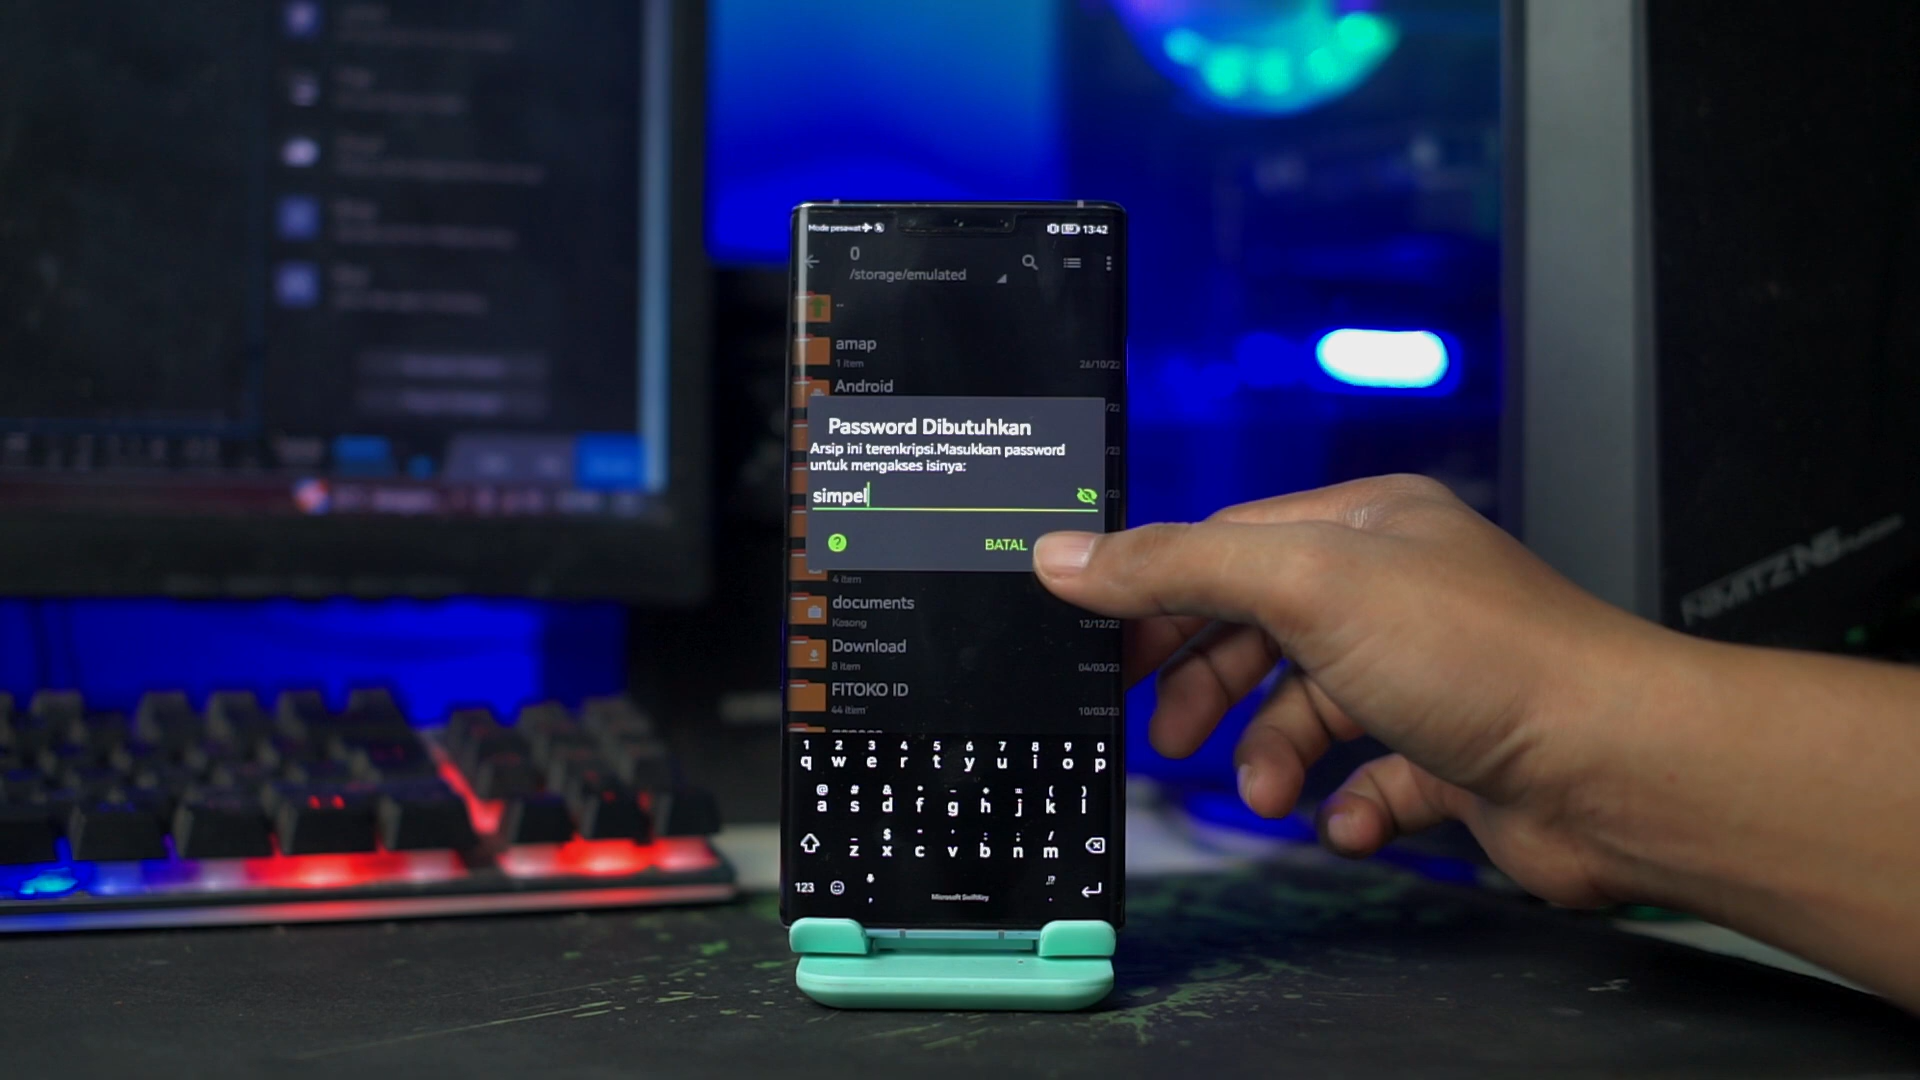 Mode pesawat
13:42
0
/storage/emulated
..
amap
1 item
26/10/22
Android
Password Dibutuhkan
Arsip ini terenkripsi.Masukkan password
untuk mengakses isinya:
simpel
?
BATAL
4 item
documents
Kosong
12/12/22
Download
8 item
04/03/23
FITOKO ID
44 item
10/03/23
1 2 3 4 5 6 7 8 9 0
q w e r t y u i o p
@ # & * - + = ( )
a s d f g h j k l
_ $ " ' : ; /
z x c v b n m
123
,
Microsoft SwiftKey
!?
.